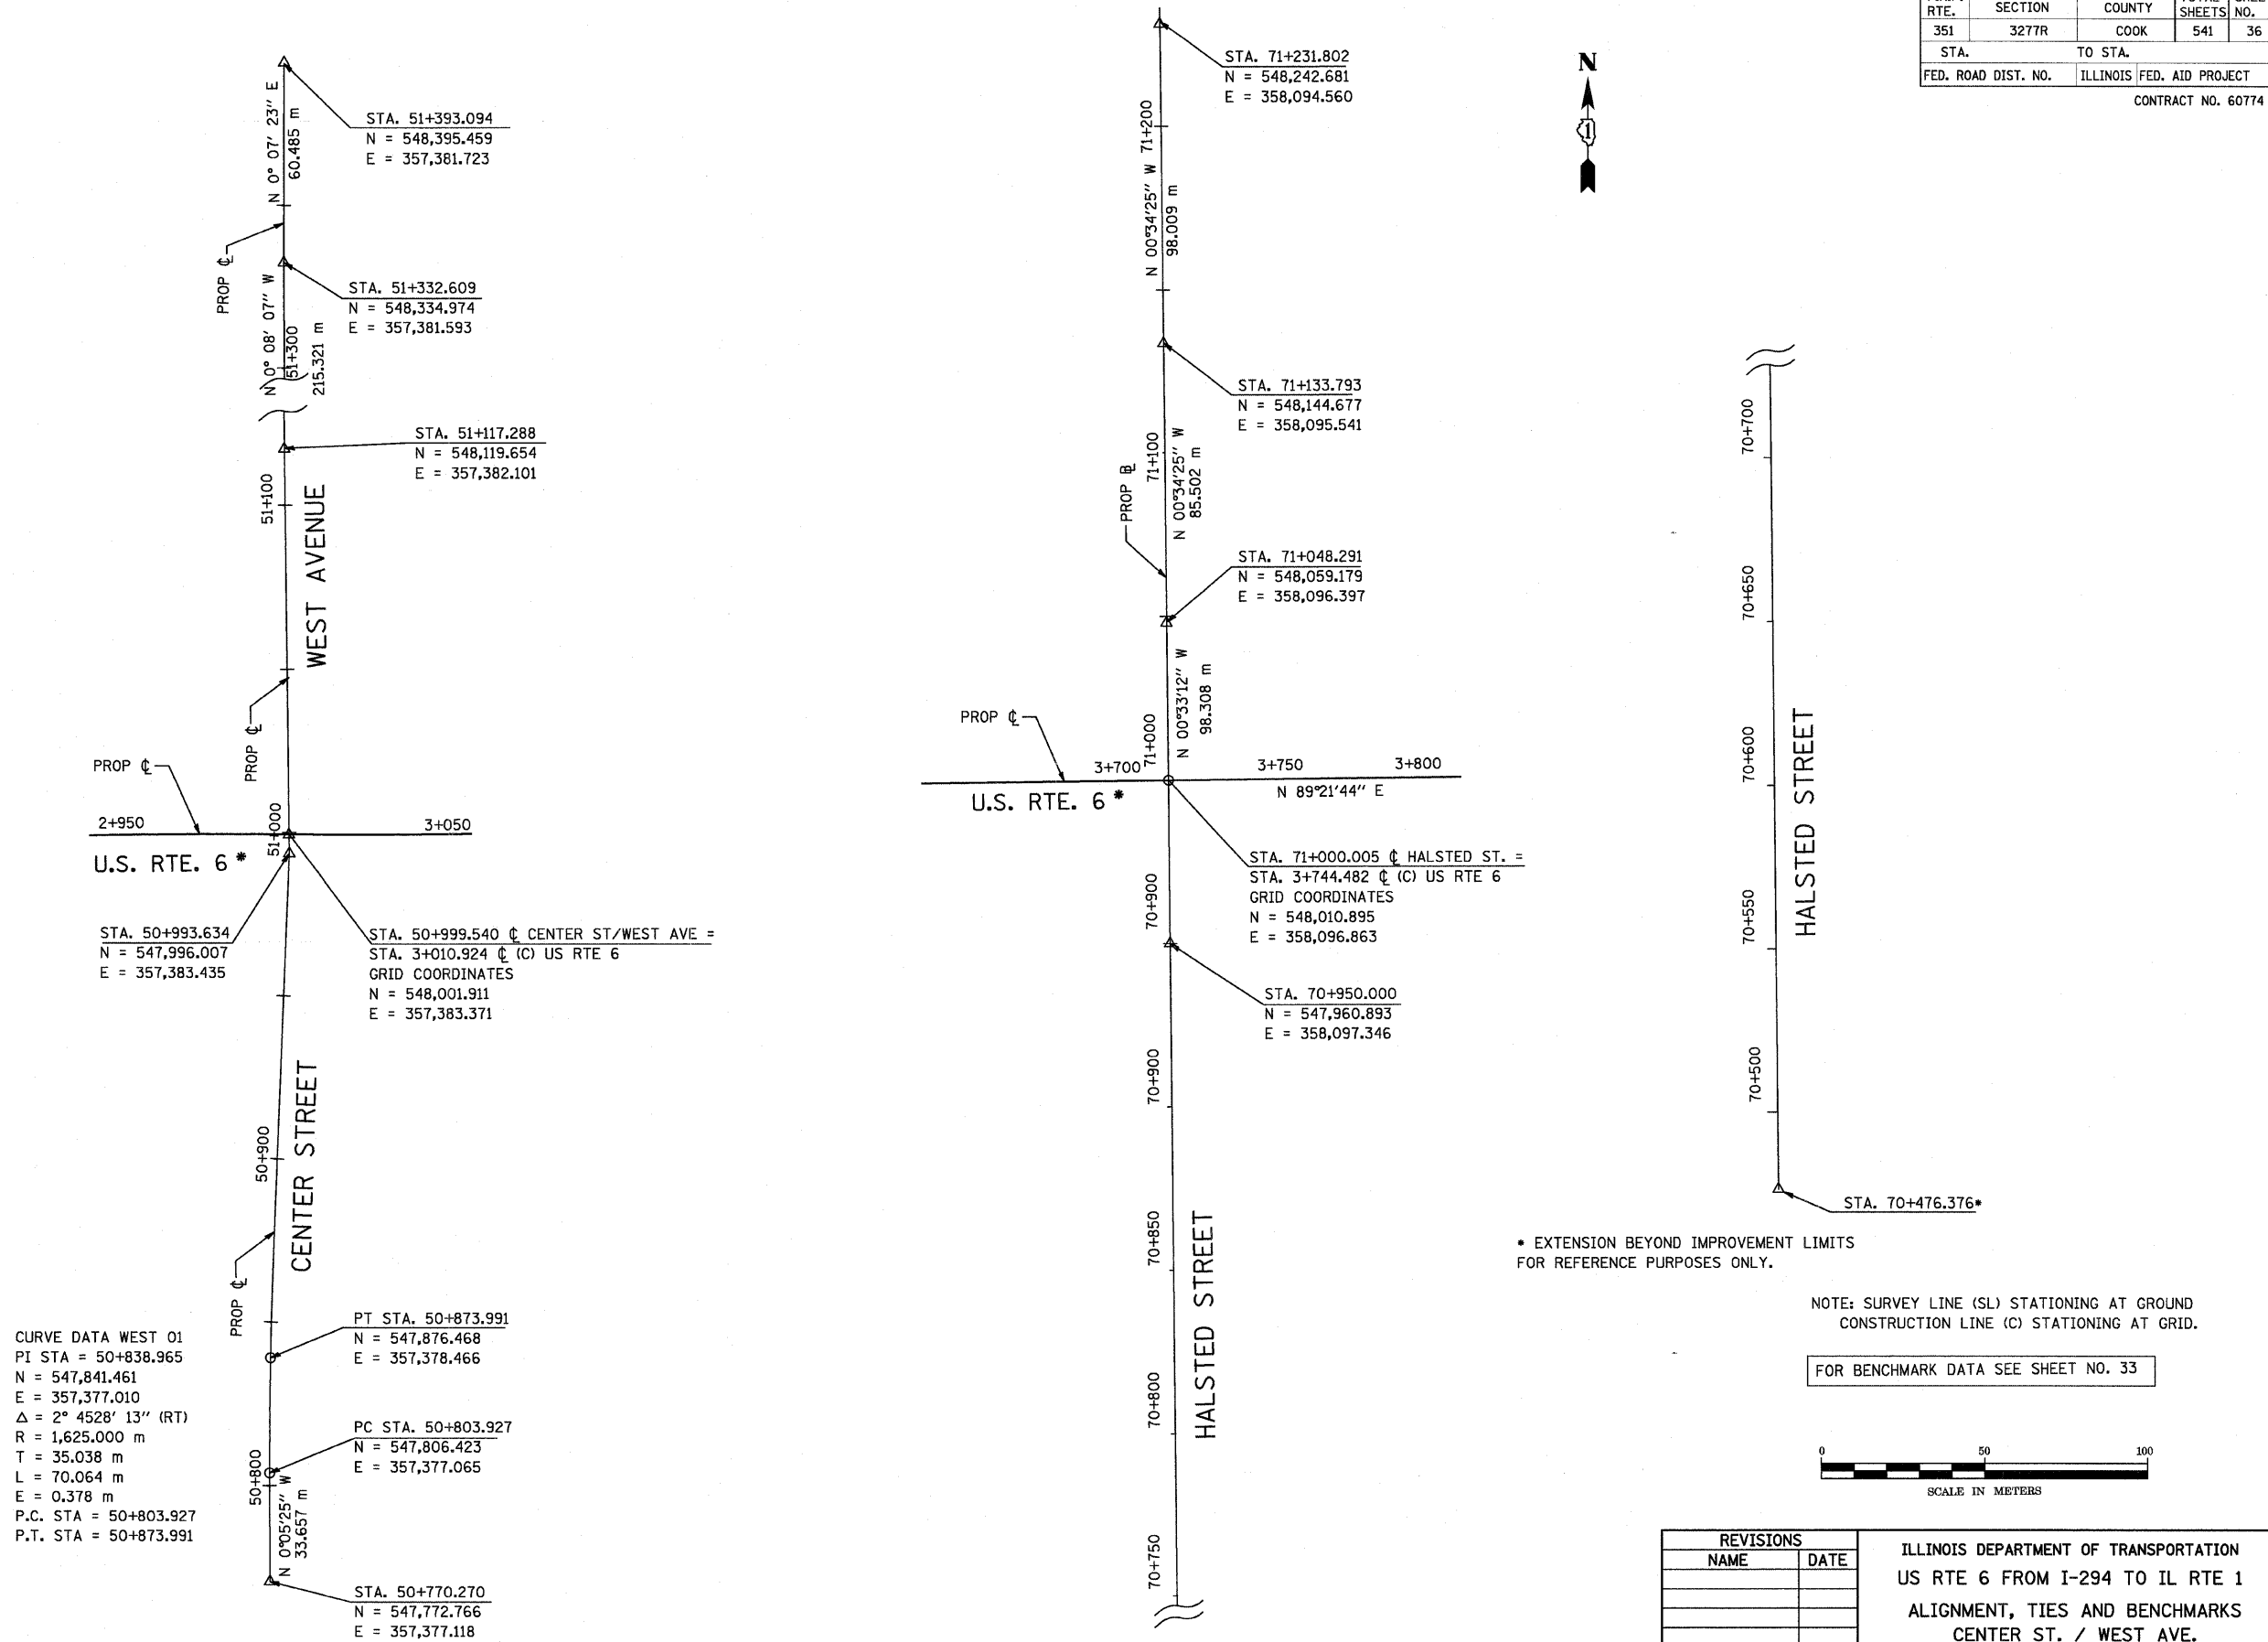 RTE. SECTION COUNTY SHEETS NO.
351 3277R COOK 541 36
STA. TO STA.
FED. ROAD DIST. NO. ILLINOIS FED. AID PROJECT
CONTRACT NO. 60774
N
1
N 0° 07' 23" E
60.485 m
STA. 51+393.094
N = 548,395.459
E = 357,381.723
PROP ℄
STA. 51+332.609
N = 548,334.974
E = 357,381.593
N 0° 08' 07" W
51+300
215.321 m
STA. 51+117.288
N = 548,119.654
E = 357,382.101
51+100
WEST AVENUE
PROP ℄
PROP ℄
2+950
51+000
3+050
U.S. RTE. 6 *
STA. 50+993.634
N = 547,996.007
E = 357,383.435
STA. 50+999.540 ℄ CENTER ST/WEST AVE =
STA. 3+010.924 ℄ (C) US RTE 6
GRID COORDINATES
N = 548,001.911
E = 357,383.371
50+900
CENTER STREET
PROP ℄
PT STA. 50+873.991
N = 547,876.468
E = 357,378.466
PC STA. 50+803.927
N = 547,806.423
E = 357,377.065
50+800
N 0°05'25" W
33.657 m
STA. 50+770.270
N = 547,772.766
E = 357,377.118
CURVE DATA WEST 01
PI STA = 50+838.965
N = 547,841.461
E = 357,377.010
Δ = 2° 4528' 13" (RT)
R = 1,625.000 m
T = 35.038 m
L = 70.064 m
E = 0.378 m
P.C. STA = 50+803.927
P.T. STA = 50+873.991
STA. 71+231.802
N = 548,242.681
E = 358,094.560
71+200
N 00°34'25" W
98.009 m
STA. 71+133.793
N = 548,144.677
E = 358,095.541
71+100
N 00°34'25" W
85.502 m
PROP BL
STA. 71+048.291
N = 548,059.179
E = 358,096.397
N 00°33'12" W
98.308 m
71+000
PROP ℄
3+700
3+750
3+800
U.S. RTE. 6 *
N 89°21'44" E
STA. 71+000.005 ℄ HALSTED ST. =
STA. 3+744.482 ℄ (C) US RTE 6
GRID COORDINATES
N = 548,010.895
E = 358,096.863
70+900
STA. 70+950.000
N = 547,960.893
E = 358,097.346
70+900
70+850
HALSTED STREET
70+800
70+750
70+700
70+650
70+600
HALSTED STREET
70+550
70+500
STA. 70+476.376*
* EXTENSION BEYOND IMPROVEMENT LIMITS
FOR REFERENCE PURPOSES ONLY.
NOTE: SURVEY LINE (SL) STATIONING AT GROUND
CONSTRUCTION LINE (C) STATIONING AT GRID.
FOR BENCHMARK DATA SEE SHEET NO. 33
0 50 100
SCALE IN METERS
REVISIONS
NAME DATE
ILLINOIS DEPARTMENT OF TRANSPORTATION
US RTE 6 FROM I-294 TO IL RTE 1
ALIGNMENT, TIES AND BENCHMARKS
CENTER ST. / WEST AVE.